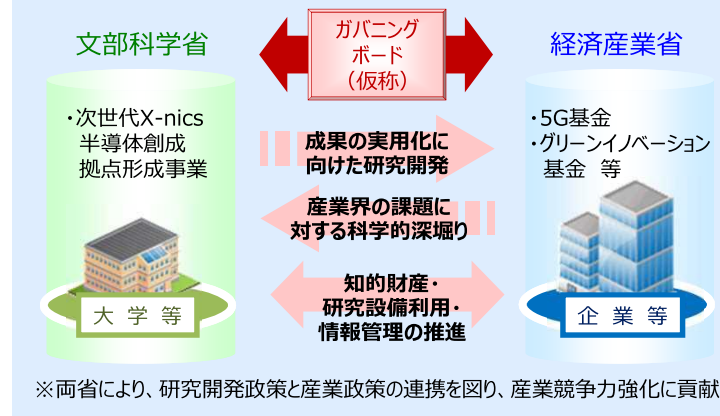 文部科学省
ガバニング
ボード
（仮称）
経済産業省
・次世代X-nics
半導体創成
拠点形成事業
成果の実用化に
向けた研究開発
産業界の課題に
対する科学的深堀り
知的財産・
研究設備利用・
情報管理の推進
・5G基金
・グリーンイノベーション
基金　等
大 学 等
企 業 等
※両省により、研究開発政策と産業政策の連携を図り、産業競争力強化に貢献